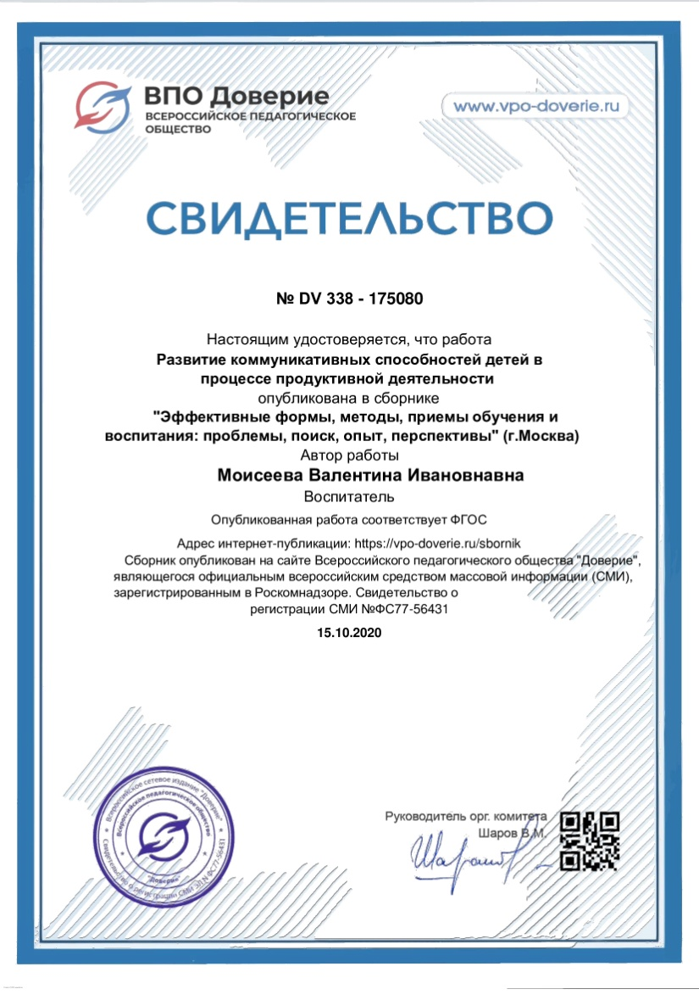 ВПО Доверие
ВСЕРОССИЙСКОЕ ПЕДАГОГИЧЕСКОЕ
ОБЩЕСТВО
www.vpo-doverie.ru
СВИДЕТЕЛЬСТВО
№ DV 338 - 175080
Настоящим удостоверяется, что работа
Развитие коммуникативных способностей детей в
процессе продуктивной деятельности
опубликована в сборнике
"Эффективные формы, методы, приемы обучения и
воспитания: проблемы, поиск, опыт, перспективы" (г.Москва)
Автор работы
Моисеева Валентина Ивановнавна
Воспитатель
Опубликованная работа соответствует ФГОС
Адрес интернет-публикации: https://vpo-doverie.ru/sbornik
Сборник опубликован на сайте Всероссийского педагогического общества "Доверие",
являющегося официальным всероссийским средством массовой информации (СМИ),
зарегистрированным в Роскомнадзоре. Свидетельство о
регистрации СМИ №ФС77-56431
15.10.2020
Всероссийское сетевое издание "Доверие"
Всероссийское педагогическое общество
"Доверие"
Свидетельство о регистрации СМИ ЭЛ № ФС77-56431
Руководитель орг. комитета
Шаров В.М.